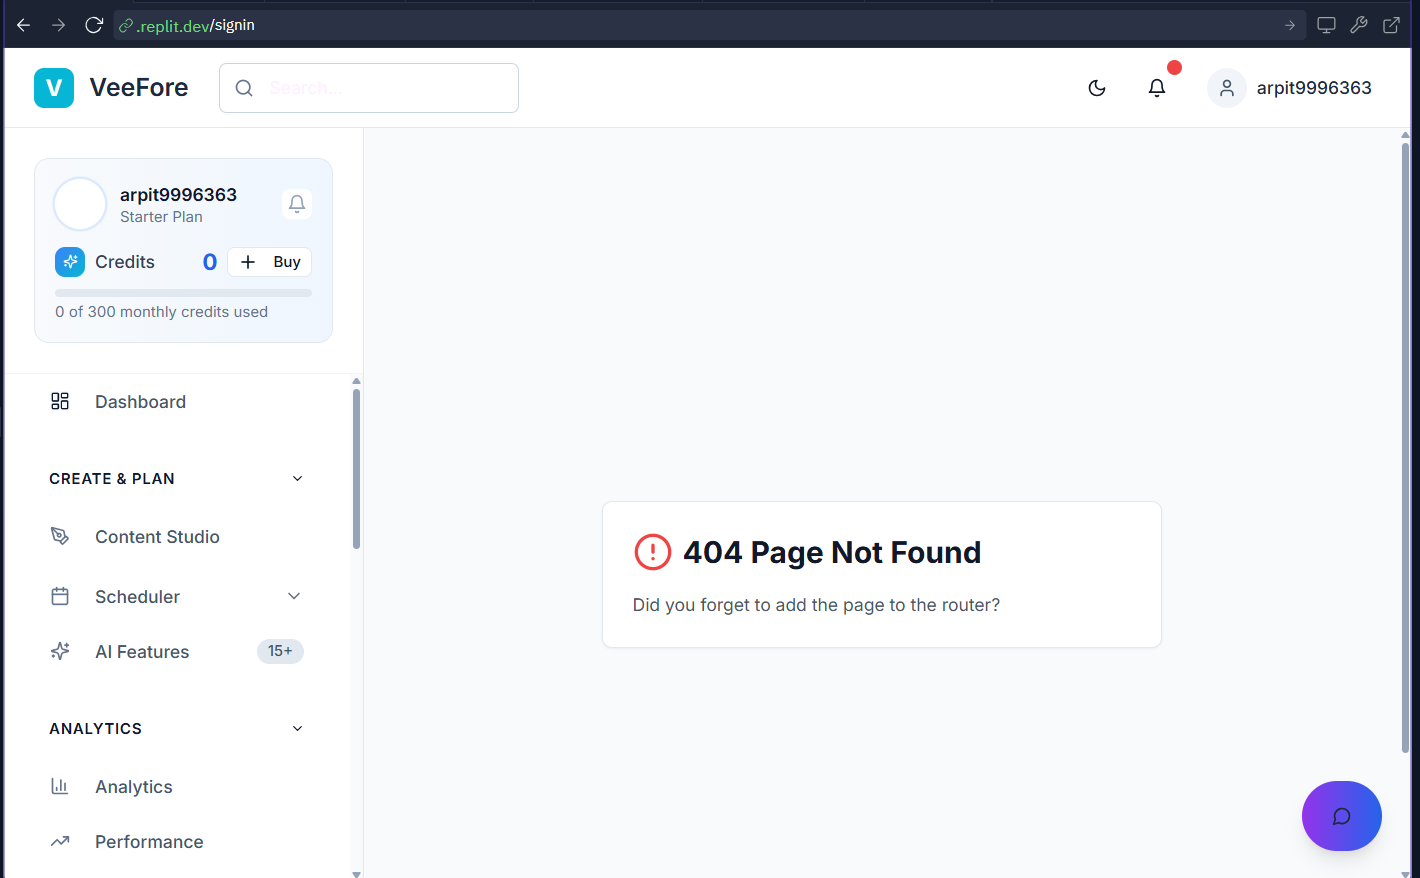 .replit.dev/signin
V VeeFore
Search...
arpit9996363
arpit9996363
Starter Plan
Credits 0 + Buy
0 of 300 monthly credits used
Dashboard
CREATE & PLAN
Content Studio
Scheduler
AI Features 15+
ANALYTICS
Analytics
Performance
404 Page Not Found
Did you forget to add the page to the router?